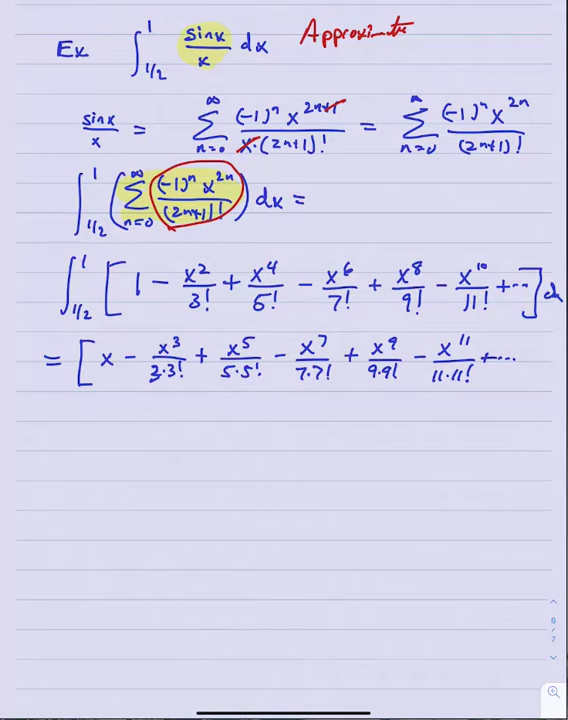 Ex ∫_{1/2}^{1} sinx/x dx Approximate
sinx/x = ∑_{n=0}^{∞} (-1)^n x^{2n+1}/(x·(2n+1)!) = ∑_{n=0}^{∞} (-1)^n x^{2n}/(2n+1)!
∫_{1/2}^{1} (∑_{n=0}^{∞} (-1)^n x^{2n}/(2n+1)!) dx =
∫_{1/2}^{1} [1 - x^2/3! + x^4/5! - x^6/7! + x^8/9! - x^10/11! + ...] dx
= [x - x^3/3·3! + x^5/5·5! - x^7/7·7! + x^9/9·9! - x^11/11·11! + ...
6
/
7